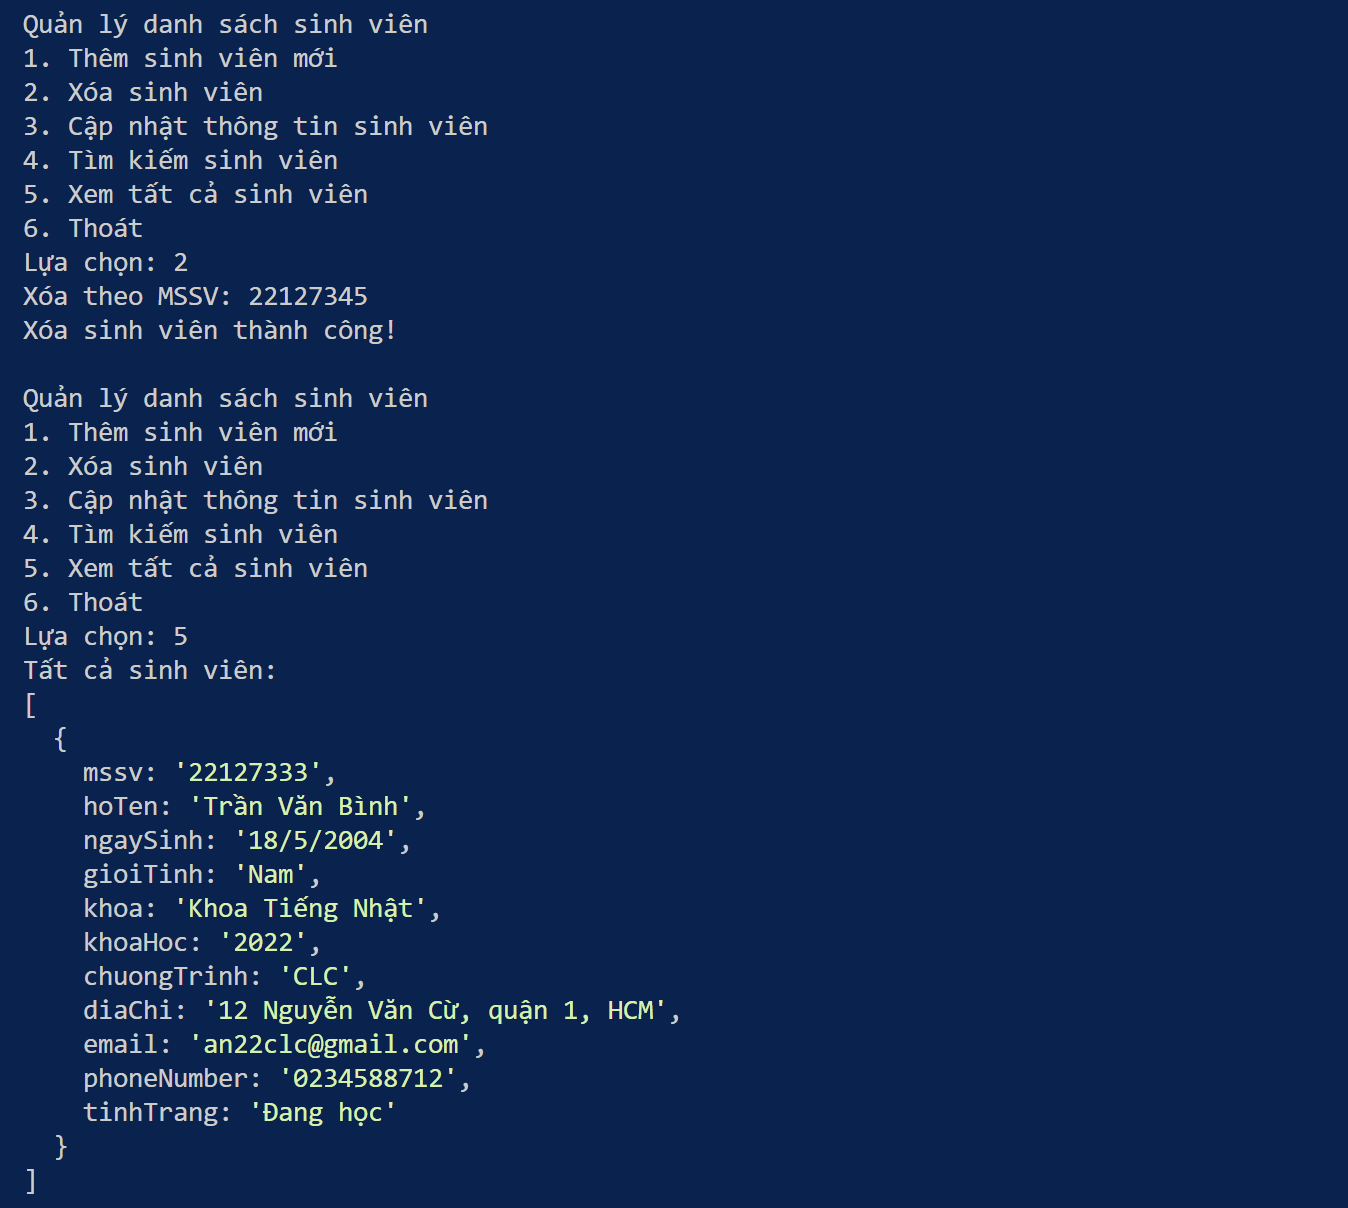 Quản lý danh sách sinh viên
1. Thêm sinh viên mới
2. Xóa sinh viên
3. Cập nhật thông tin sinh viên
4. Tìm kiếm sinh viên
5. Xem tất cả sinh viên
6. Thoát
Lựa chọn: 2
Xóa theo MSSV: 22127345
Xóa sinh viên thành công!

Quản lý danh sách sinh viên
1. Thêm sinh viên mới
2. Xóa sinh viên
3. Cập nhật thông tin sinh viên
4. Tìm kiếm sinh viên
5. Xem tất cả sinh viên
6. Thoát
Lựa chọn: 5
Tất cả sinh viên:
[
  {
    mssv: '22127333',
    hoTen: 'Trần Văn Bình',
    ngaySinh: '18/5/2004',
    gioiTinh: 'Nam',
    khoa: 'Khoa Tiếng Nhật',
    khoaHoc: '2022',
    chuongTrinh: 'CLC',
    diaChi: '12 Nguyễn Văn Cừ, quận 1, HCM',
    email: 'an22clc@gmail.com',
    phoneNumber: '0234588712',
    tinhTrang: 'Đang học'
  }
]